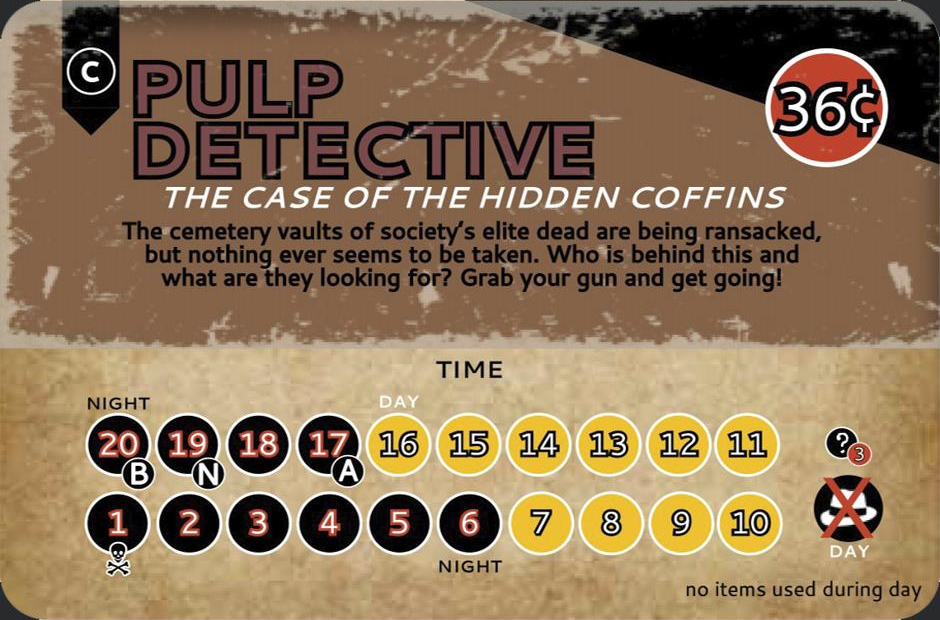 C
PULP
DETECTIVE
36¢
THE CASE OF THE HIDDEN COFFINS
The cemetery vaults of society's elite dead are being ransacked,
but nothing ever seems to be taken. Who is behind this and
what are they looking for? Grab your gun and get going!
TIME
NIGHT
DAY
20 19 18 17 16 15 14 13 12 11
B N A
? 3
1 2 3 4 5 6 7 8 9 10
DAY
NIGHT
no items used during day